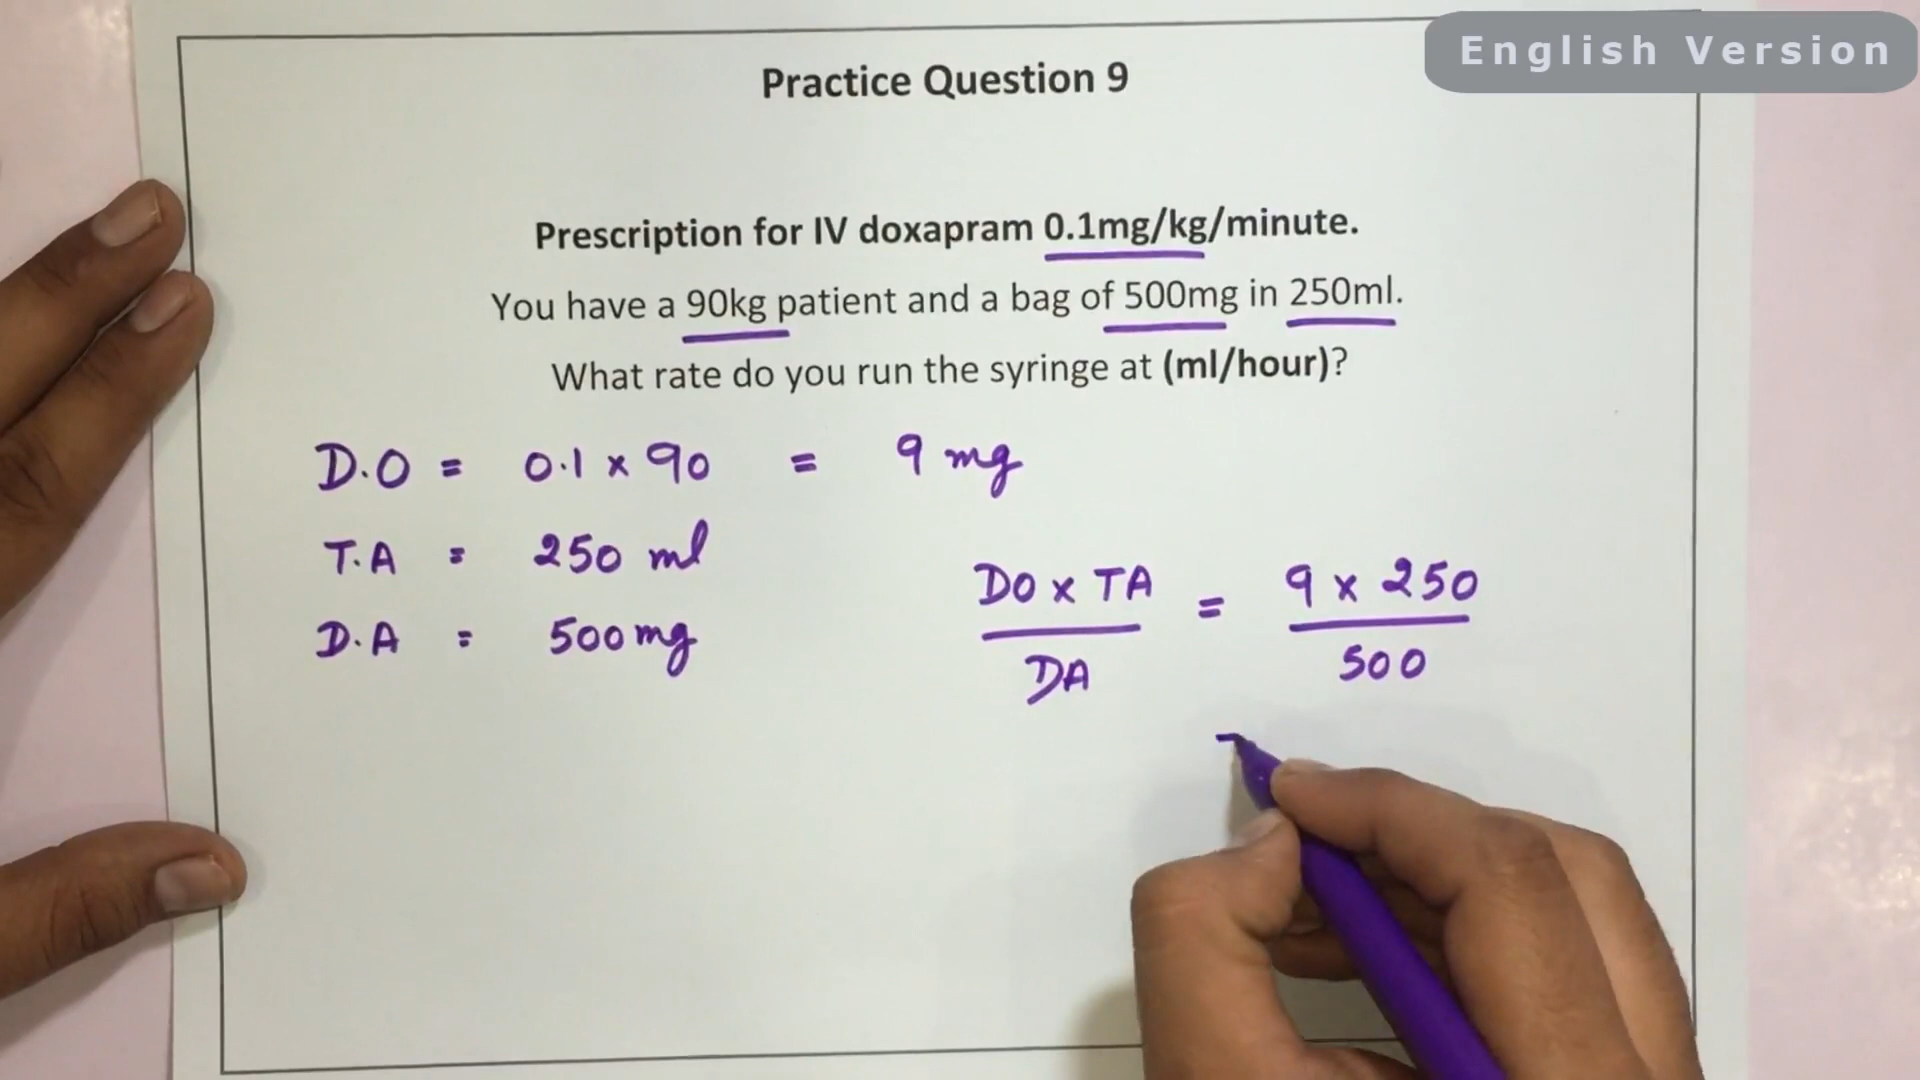 English Version
Practice Question 9
Prescription for IV doxapram 0.1mg/kg/minute.
You have a 90kg patient and a bag of 500mg in 250ml.
What rate do you run the syringe at (ml/hour)?
D.O = 0.1 x 90 = 9 mg
T.A = 250 ml
D.A = 500mg
DO x TA = 9 x 250
DA 500